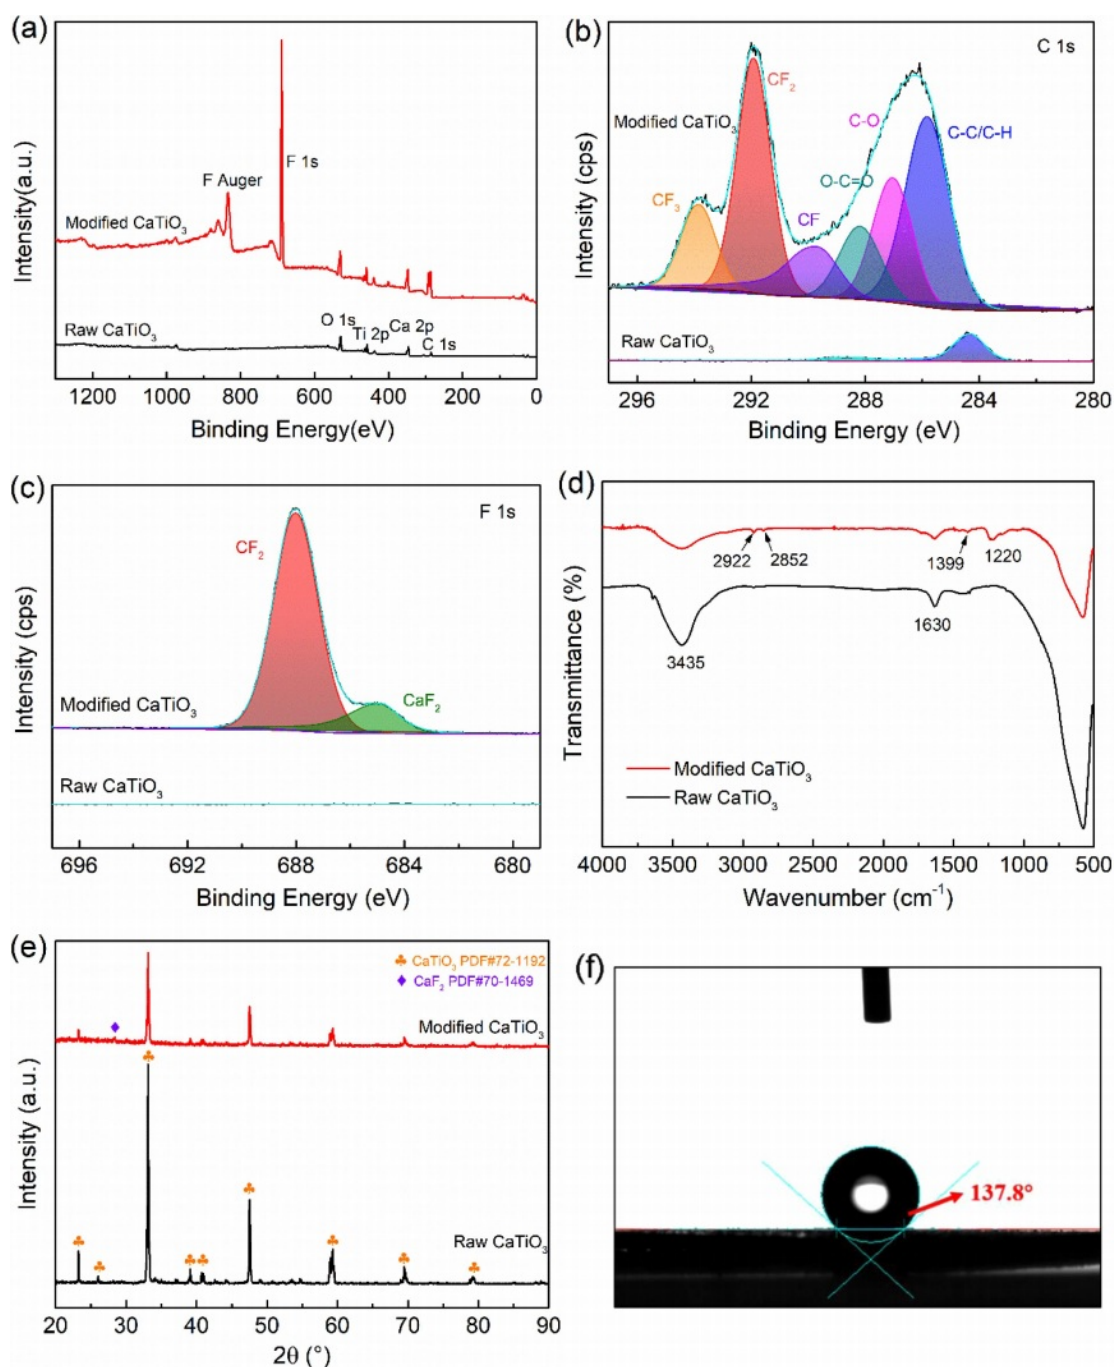 (a)
F 1s
F Auger
Modified CaTiO₃
O 1s
Ti 2p
Ca 2p
C 1s
Raw CaTiO₃
Intensity(a.u.)
1200 1000 800 600 400 200 0
Binding Energy(eV)
(b)
C 1s
CF₂
Modified CaTiO₃
C-O
C-C/C-H
O-C=O
CF₃
CF
Raw CaTiO₃
Intensity (cps)
296 292 288 284 280
Binding Energy (eV)
(c)
F 1s
CF₂
CaF₂
Modified CaTiO₃
Raw CaTiO₃
Intensity (cps)
696 692 688 684 680
Binding Energy (eV)
(d)
2922 2852
1399 1220
3435
1630
Modified CaTiO₃
Raw CaTiO₃
Transmittance (%)
4000 3500 3000 2500 2000 1500 1000 500
Wavenumber (cm⁻¹)
(e)
♣ CaTiO₃ PDF#72-1192
♦ CaF₂ PDF#70-1469
Modified CaTiO₃
Raw CaTiO₃
Intensity (a.u.)
20 30 40 50 60 70 80 90
2θ (°)
(f)
137.8°